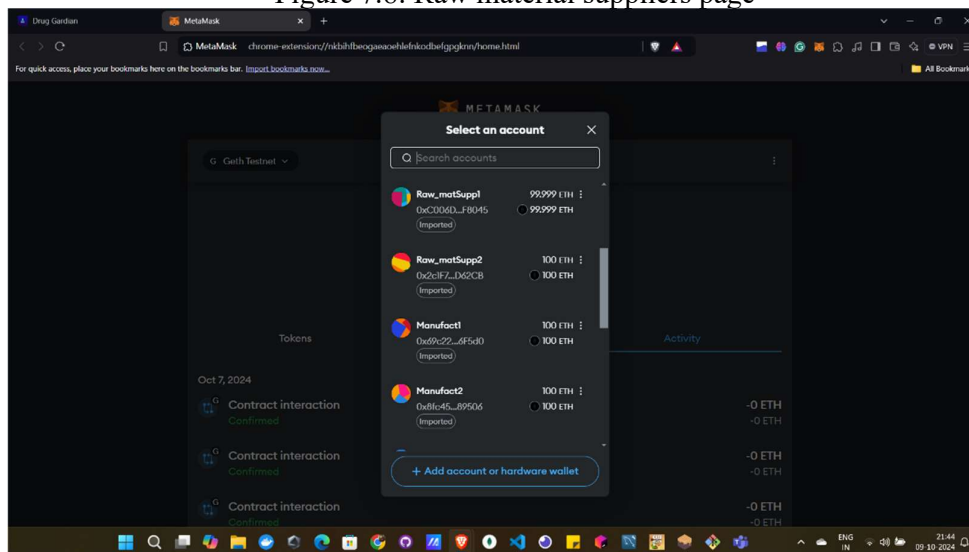 Figure 7.8: Raw material suppliers page
Drug Gardian
MetaMask
MetaMask chrome-extension://nkbihfbeogaeaoehlefnkodbefgpgknn/home.html
VPN
For quick access, place your bookmarks here on the bookmarks bar. Import bookmarks now...
All Bookmark
METAMASK
Select an account
G Geth Testnet
Search accounts
Raw_matSupp1 99.999 ETH
0xC006D...F8045 99.999 ETH
Imported
Raw_matSupp2 100 ETH
0x2c1F7...D62CB 100 ETH
Imported
Manufact1 100 ETH
0x69c22...6F5d0 100 ETH
Imported
Tokens
Activity
Manufact2 100 ETH
0x8fc45...89506 100 ETH
Imported
Oct 7, 2024
G Contract interaction -0 ETH
Confirmed -0 ETH
G Contract interaction -0 ETH
Confirmed -0 ETH
+ Add account or hardware wallet
G Contract interaction -0 ETH
Confirmed -0 ETH
ENG
IN
21:44
09-10-2024